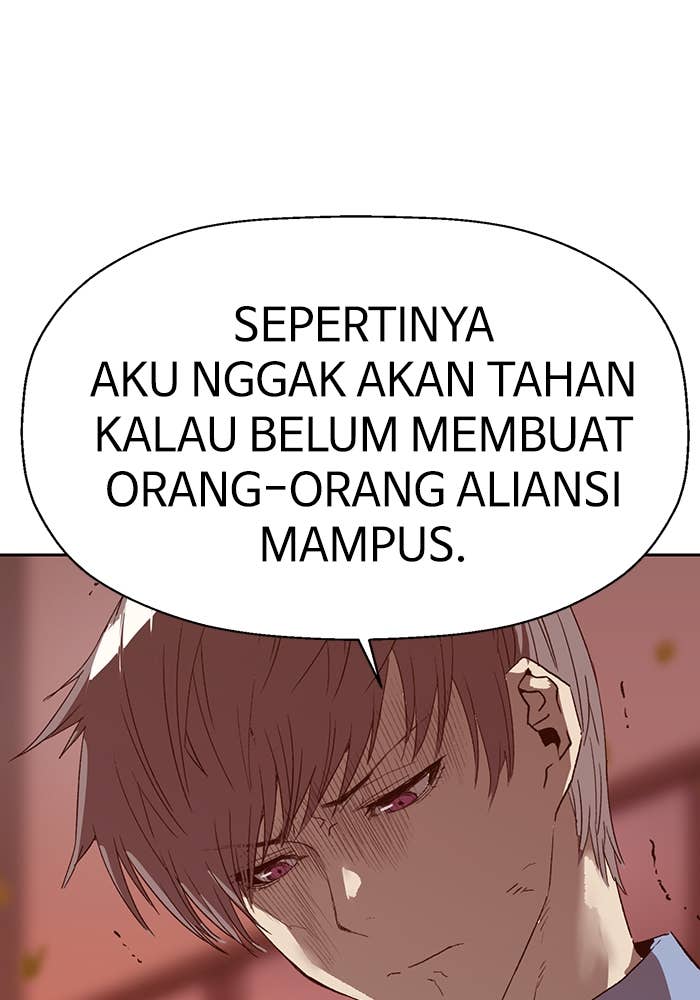 SEPERTINYA
AKU NGGAK AKAN TAHAN
KALAU BELUM MEMBUAT
ORANG-ORANG ALIANSI
MAMPUS.